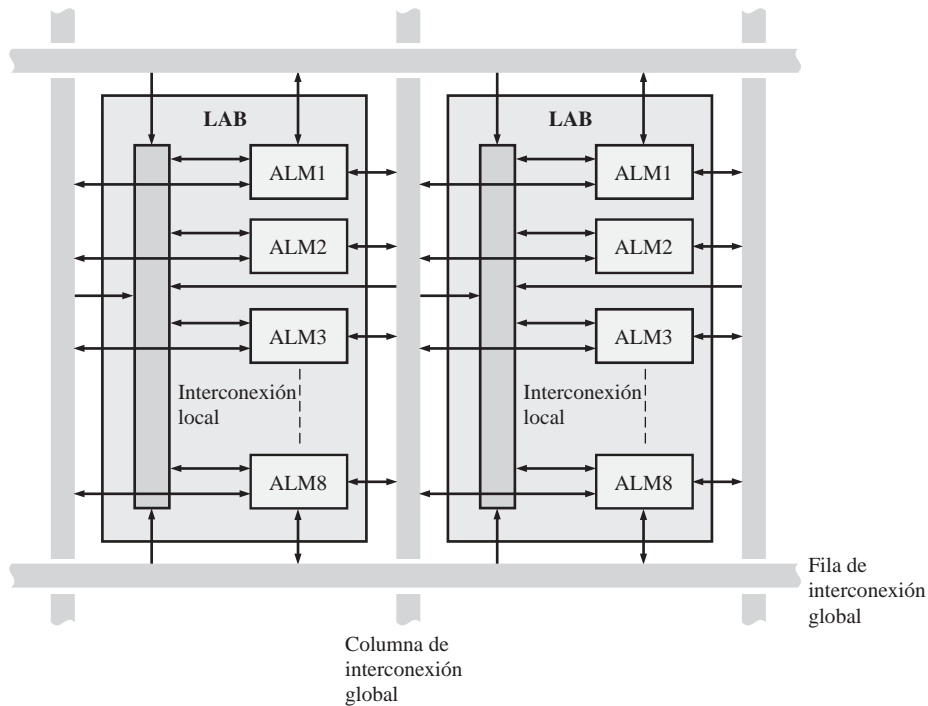 LAB
ALM1
ALM2
ALM3
Interconexión
local
ALM8
LAB
ALM1
ALM2
ALM3
Interconexión
local
ALM8
Fila de
interconexión
global
Columna de
interconexión
global